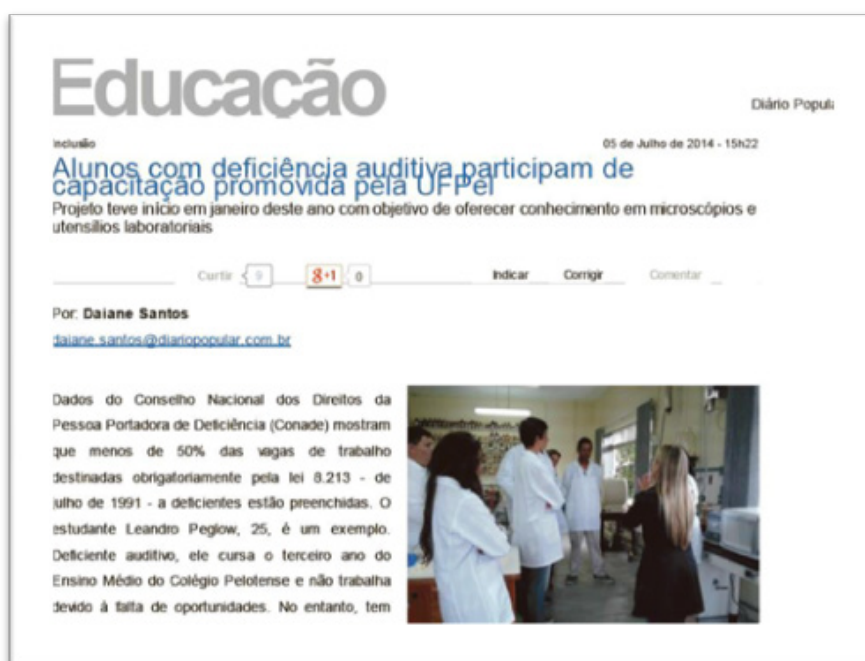 Educação
Diário Popula
Inclusão
05 de Julho de 2014 - 15h22
Alunos com deficiência auditiva participam de
capacitação promovida pela UFPel
Projeto teve início em janeiro deste ano com objetivo de oferecer conhecimento em microscópios e
utensílios laboratoriais
Curtir 9 g+1 0 Indicar Corrigir Comentar
Por: Daiane Santos
daiane.santos@diariopopular.com.br
Dados do Conselho Nacional dos Direitos da
Pessoa Portadora de Deficiência (Conade) mostram
que menos de 50% das vagas de trabalho
destinadas obrigatoriamente pela lei 8.213 - de
julho de 1991 - a deficientes estão preenchidas. O
estudante Leandro Peglow, 25, é um exemplo.
Deficiente auditivo, ele cursa o terceiro ano do
Ensino Médio do Colégio Pelotense e não trabalha
devido à falta de oportunidades. No entanto, tem